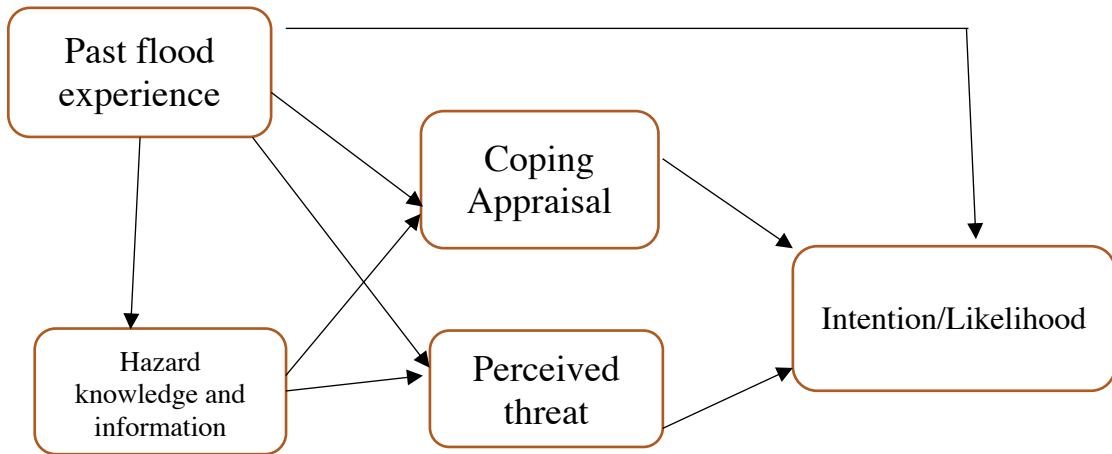 Past flood
experience
Coping
Appraisal
Intention/Likelihood
Hazard
knowledge and
information
Perceived
threat